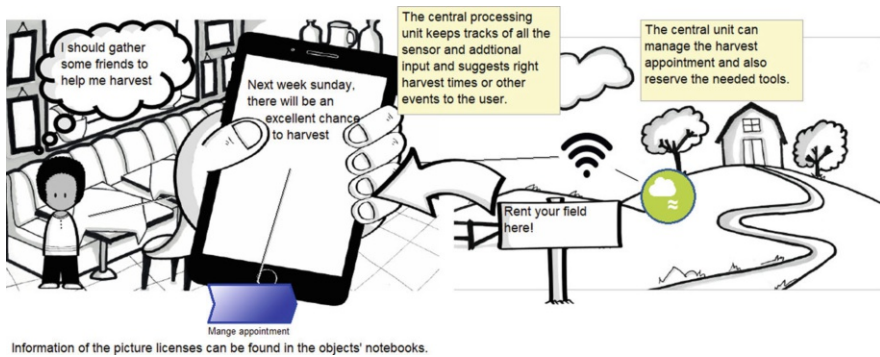 I should gather
some friends to
help me harvest
Next week sunday,
there will be an
excellent chance
to harvest
Mange appointment
The central processing
unit keeps tracks of all the
sensor and addtional
input and suggests right
harvest times or other
events to the user.
The central unit can
manage the harvest
appointment and also
reserve the needed tools.
Rent your field
here!
Information of the picture licenses can be found in the objects' notebooks.